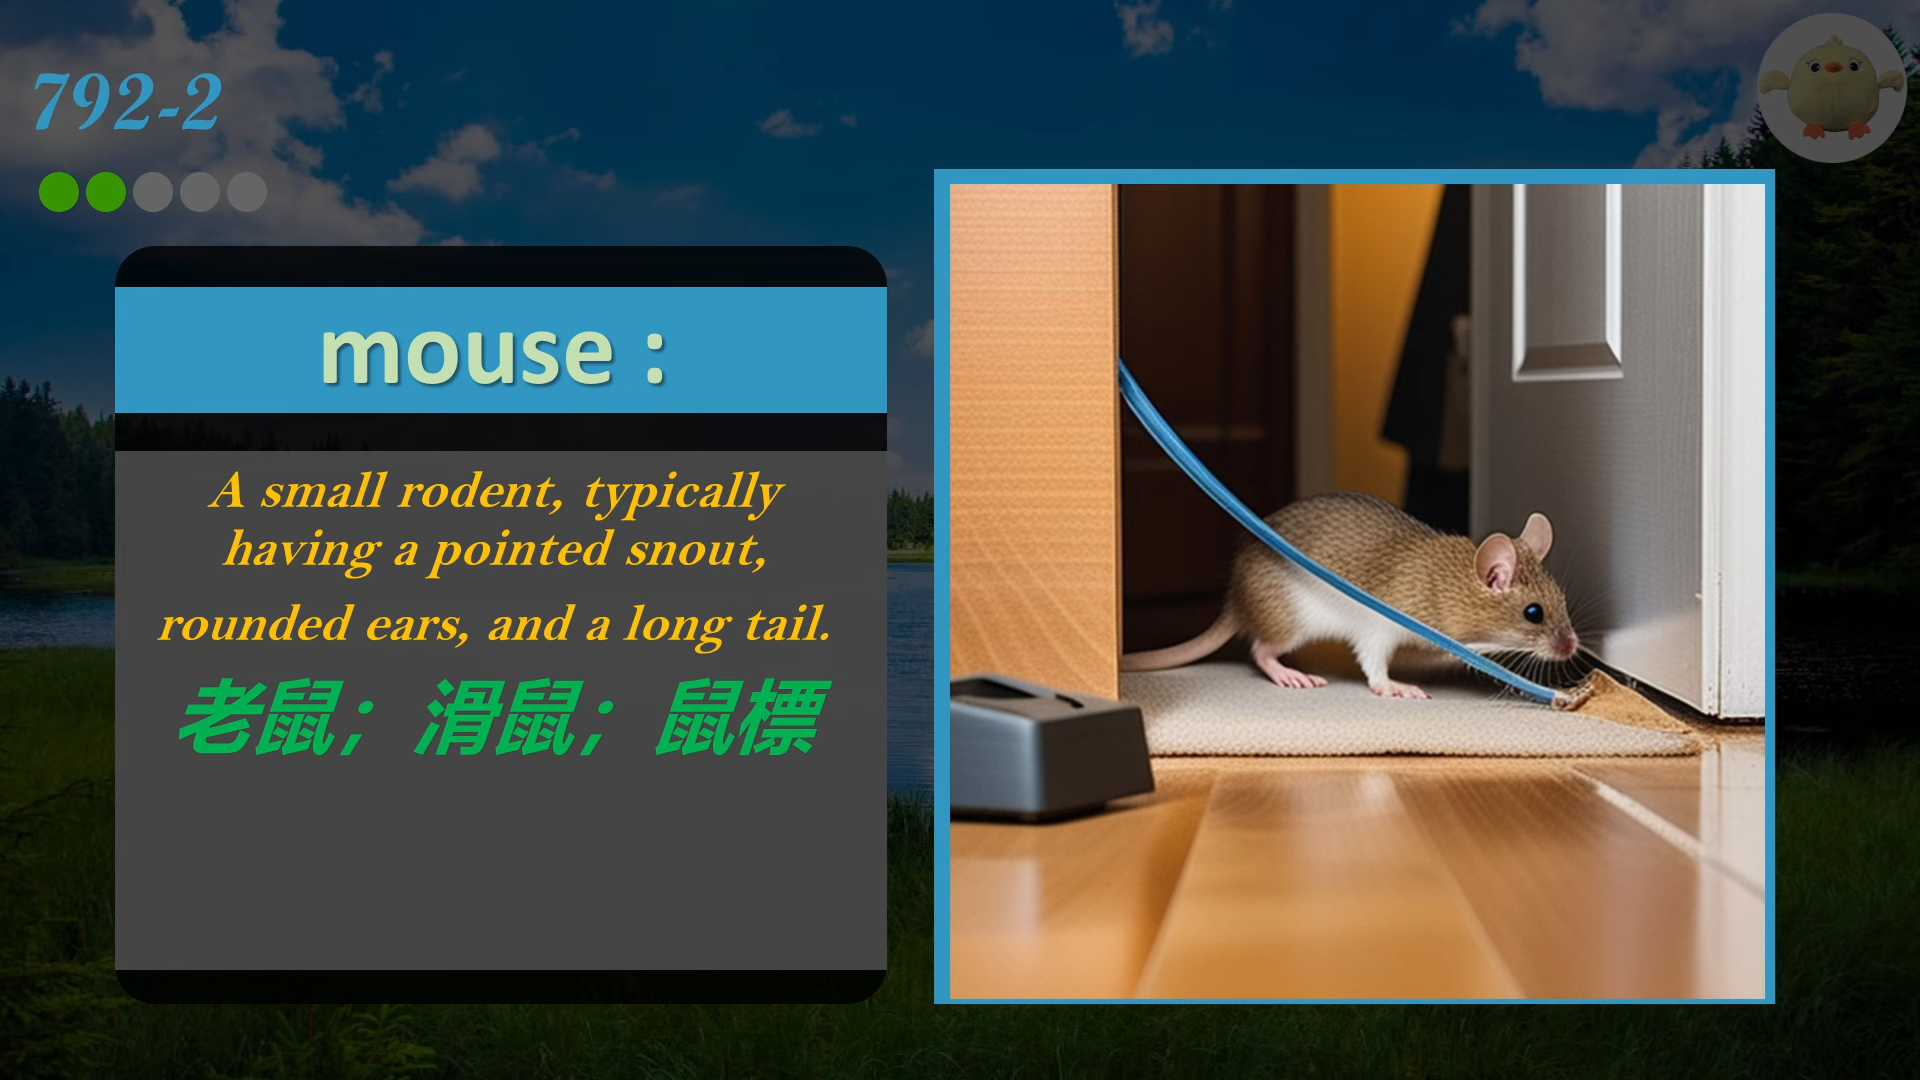 792-2
mouse :
A small rodent, typically
having a pointed snout,
rounded ears, and a long tail.
老鼠；滑鼠；鼠標